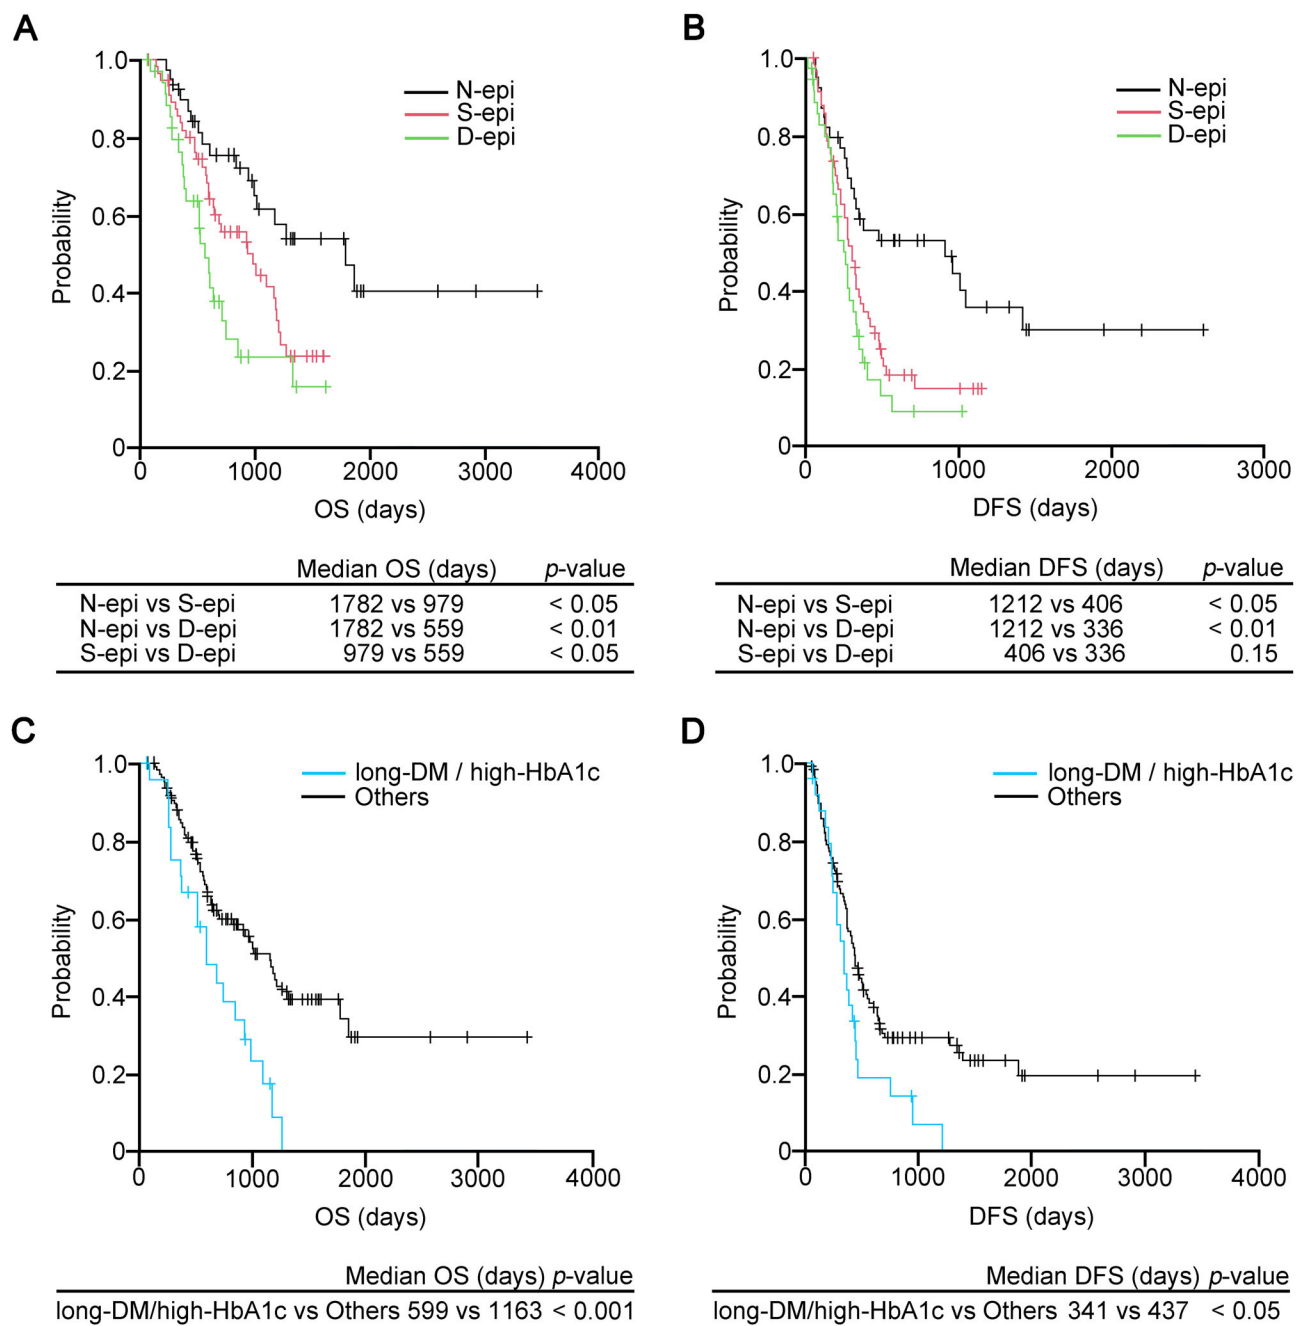 A
1.0
0.8
0.6
0.4
0.2
0
Probability
N-epi
S-epi
D-epi
0 1000 2000 3000 4000
OS (days)
Median OS (days) p-value
N-epi vs S-epi 1782 vs 979 < 0.05
N-epi vs D-epi 1782 vs 559 < 0.01
S-epi vs D-epi 979 vs 559 < 0.05
B
1.0
0.8
0.6
0.4
0.2
0
Probability
N-epi
S-epi
D-epi
0 1000 2000 3000
DFS (days)
Median DFS (days) p-value
N-epi vs S-epi 1212 vs 406 < 0.05
N-epi vs D-epi 1212 vs 336 < 0.01
S-epi vs D-epi 406 vs 336 0.15
C
1.0
0.8
0.6
0.4
0.2
0
Probability
long-DM / high-HbA1c
Others
0 1000 2000 3000 4000
OS (days)
Median OS (days) p-value
long-DM/high-HbA1c vs Others 599 vs 1163 < 0.001
D
1.0
0.8
0.6
0.4
0.2
0
Probability
long-DM / high-HbA1c
Others
0 1000 2000 3000 4000
DFS (days)
Median DFS (days) p-value
long-DM/high-HbA1c vs Others 341 vs 437 < 0.05